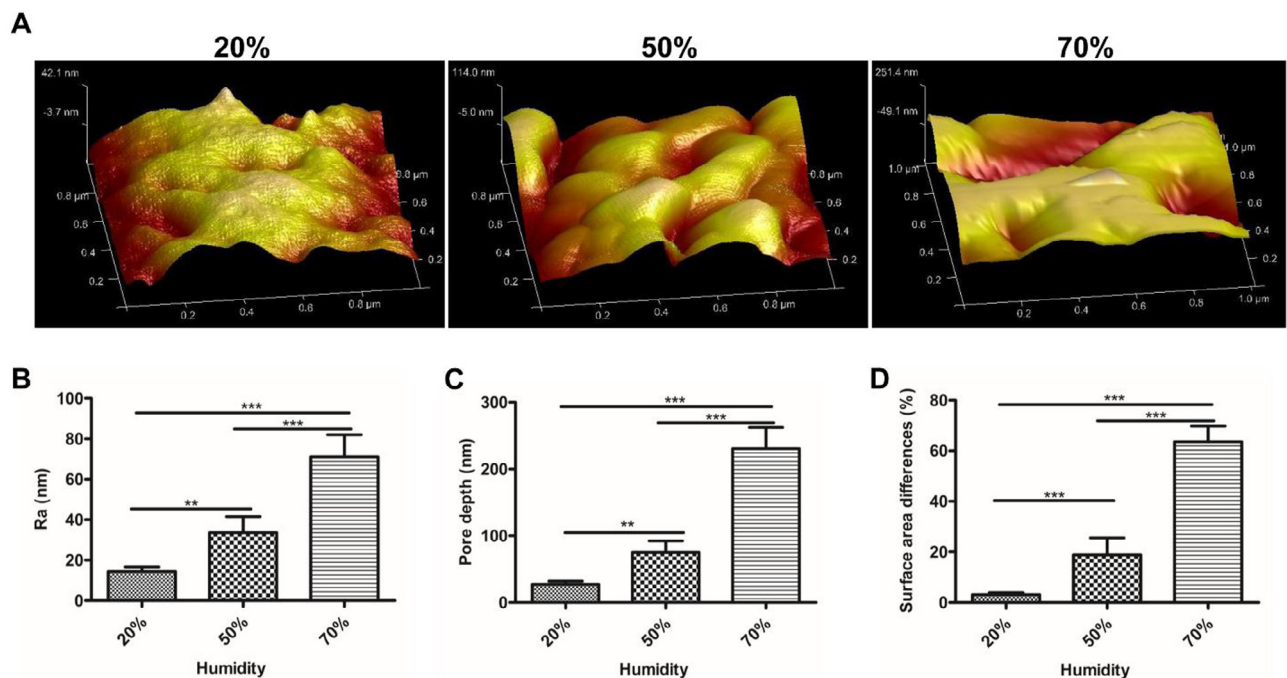 A
20%
50%
70%
42.1 nm
-3.7 nm
0.8 µm
0.6
0.4
0.2
0.2
0.4
0.6
0.8 µm
0.8 µm
0.6
0.4
0.2
114.0 nm
-5.0 nm
0.8 µm
0.6
0.4
0.2
0.2
0.4
0.6
0.8 µm
0.8 µm
0.6
0.4
0.2
251.4 nm
-49.1 nm
1.0 µm
0.8
0.6
0.4
0.2
0.2
0.4
0.6
0.8
1.0 µm
1.0 µm
0.8
0.6
0.4
0.2
B
Ra (nm)
100
80
60
40
20
0
***
***
**
20%
50%
70%
Humidity
C
Pore depth (nm)
300
200
100
0
***
***
**
20%
50%
70%
Humidity
D
Surface area differences (%)
80
60
40
20
0
***
***
***
20%
50%
70%
Humidity